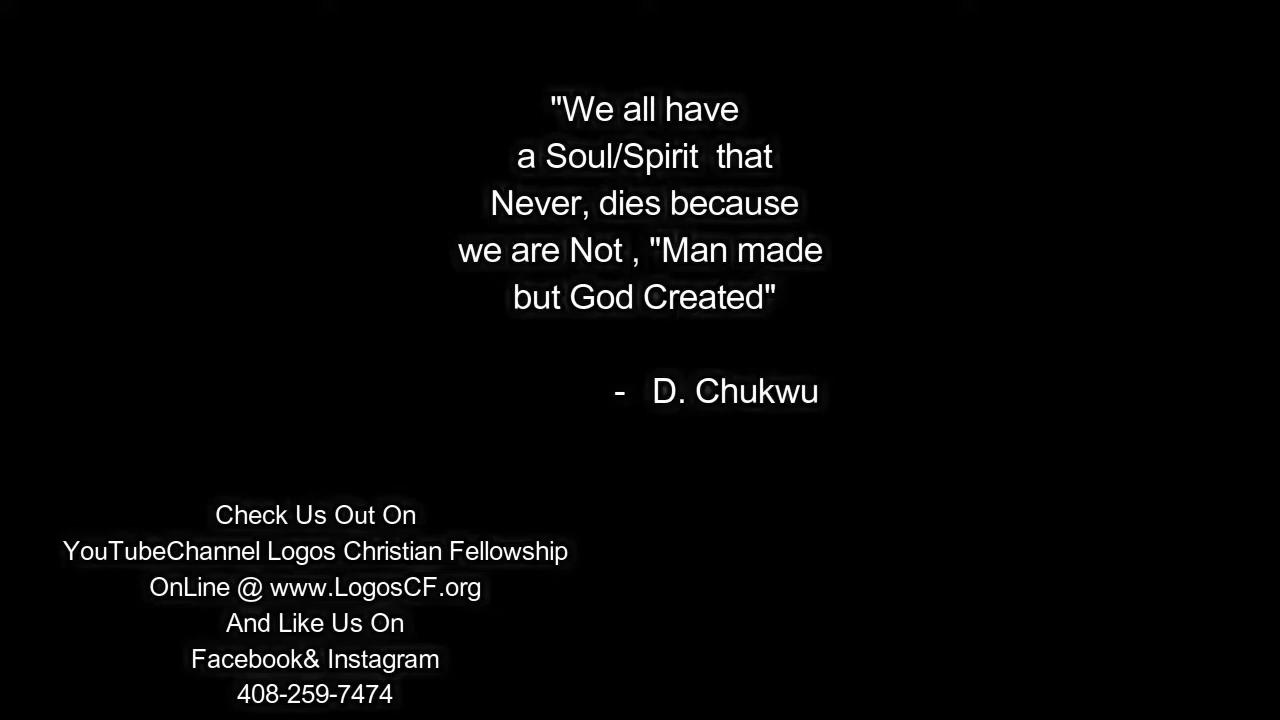 "We all have
a Soul/Spirit  that
Never, dies because
we are Not , "Man made
but God Created"
-   D. Chukwu
Check Us Out On
YouTubeChannel Logos Christian Fellowship
OnLine @ www.LogosCF.org
And Like Us On
Facebook& Instagram
408-259-7474